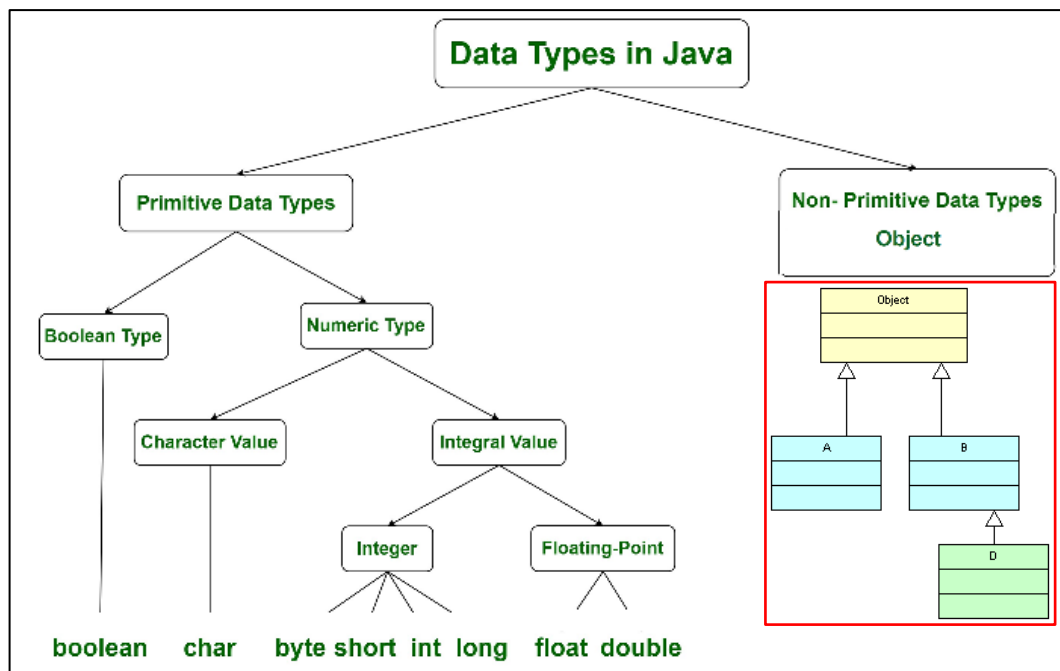 Data Types in Java
Primitive Data Types
Non- Primitive Data Types
Object
Object
Boolean Type
Numeric Type
Character Value
Integral Value
A
B
Integer
Floating-Point
D
boolean char byte short int long float double